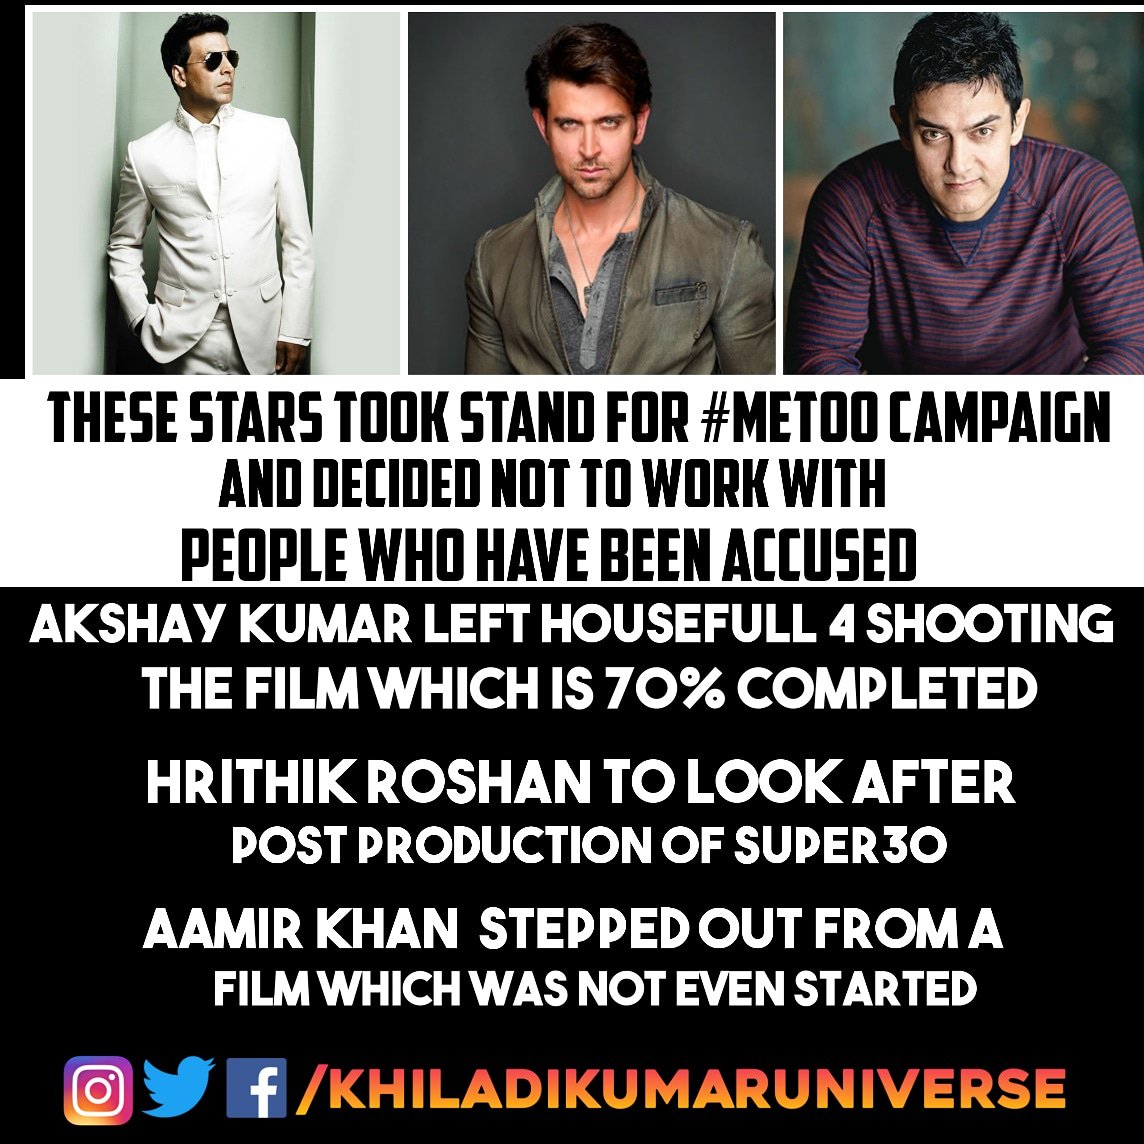 THESE STARS TOOK STAND FOR #METOO CAMPAIGN
AND DECIDED NOT TO WORK WITH
PEOPLE WHO HAVE BEEN ACCUSED
AKSHAY KUMAR LEFT HOUSEFULL 4 SHOOTING
THE FILM WHICH IS 70% COMPLETED
HRITHIK ROSHAN TO LOOK AFTER
POST PRODUCTION OF SUPER30
AAMIR KHAN STEPPED OUT FROM A
FILM WHICH WAS NOT EVEN STARTED
/KHILADIKUMARUNIVERSE